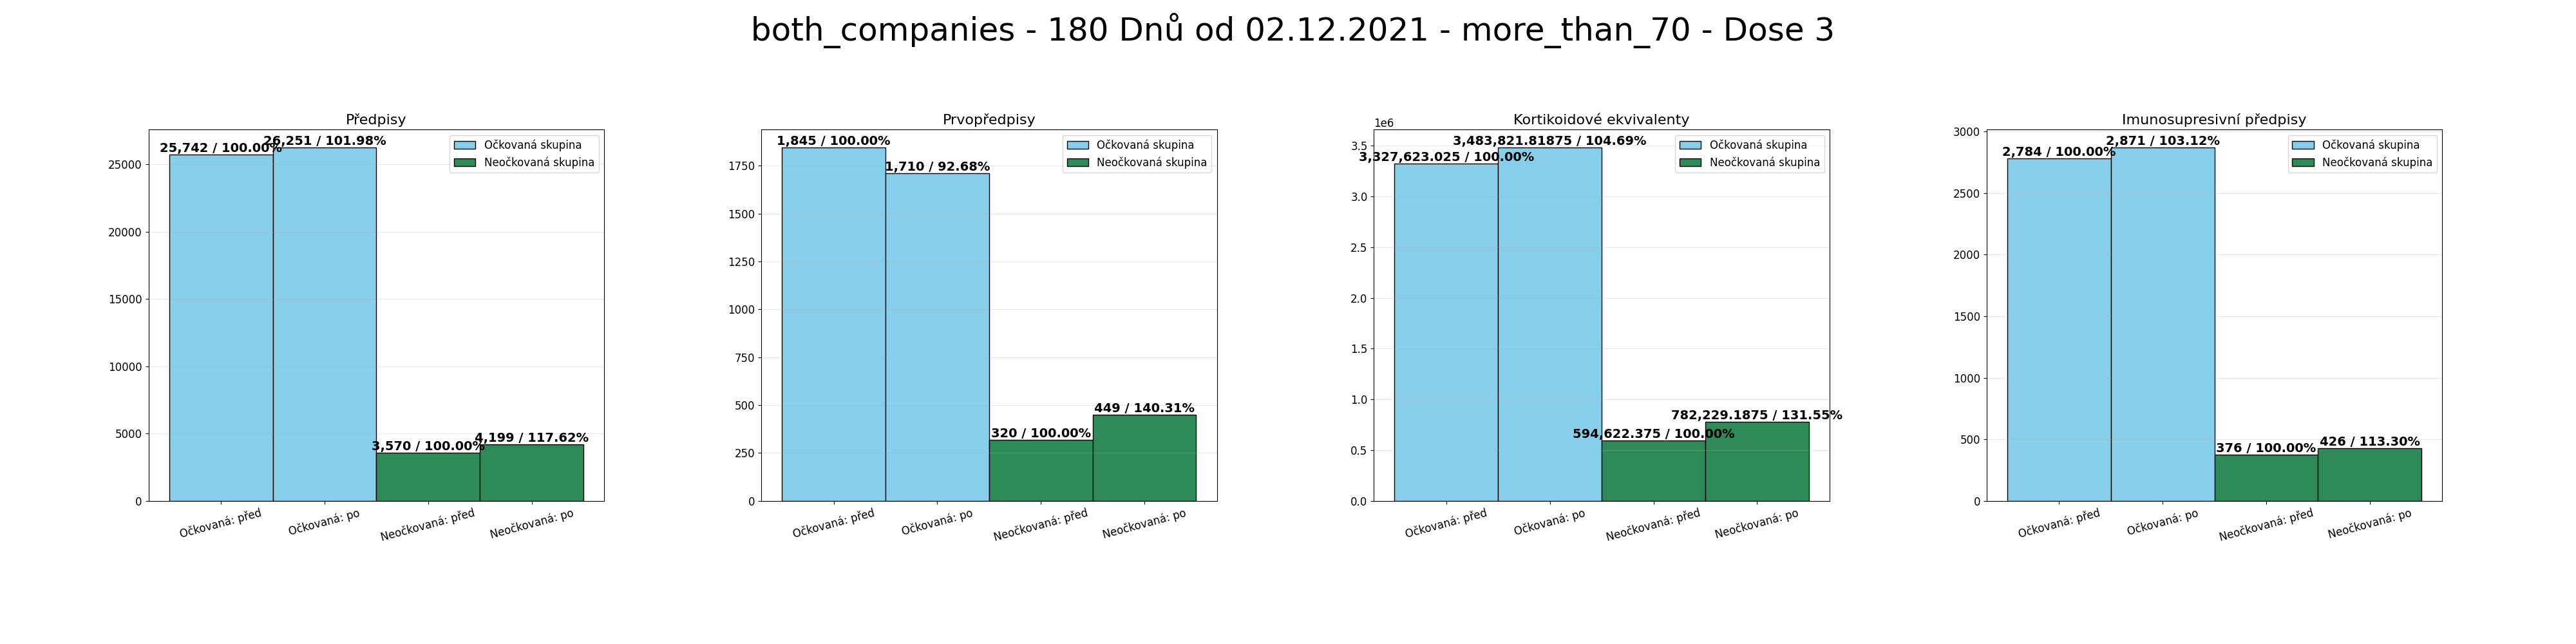 both_companies - 180 Dnů od 02.12.2021 - more_than_70 - Dose 3
Předpisy
25,742 / 100.00%
26,251 / 101.98%
3,570 / 100.00%
4,199 / 117.62%
Očkovaná skupina
Neočkovaná skupina
25000
20000
15000
10000
5000
0
Očkovaná: před
Očkovaná: po
Neočkovaná: před
Neočkovaná: po
Prvopředpisy
1,845 / 100.00%
1,710 / 92.68%
320 / 100.00%
449 / 140.31%
Očkovaná skupina
Neočkovaná skupina
1750
1500
1250
1000
750
500
250
0
Očkovaná: před
Očkovaná: po
Neočkovaná: před
Neočkovaná: po
Kortikoidové ekvivalenty
1e6
3,327,623.025 / 100.00%
3,483,821.81875 / 104.69%
594,622.375 / 100.00%
782,229.1875 / 131.55%
Očkovaná skupina
Neočkovaná skupina
3.5
3.0
2.5
2.0
1.5
1.0
0.5
0.0
Očkovaná: před
Očkovaná: po
Neočkovaná: před
Neočkovaná: po
Imunosupresivní předpisy
2,784 / 100.00%
2,871 / 103.12%
376 / 100.00%
426 / 113.30%
Očkovaná skupina
Neočkovaná skupina
3000
2500
2000
1500
1000
500
0
Očkovaná: před
Očkovaná: po
Neočkovaná: před
Neočkovaná: po